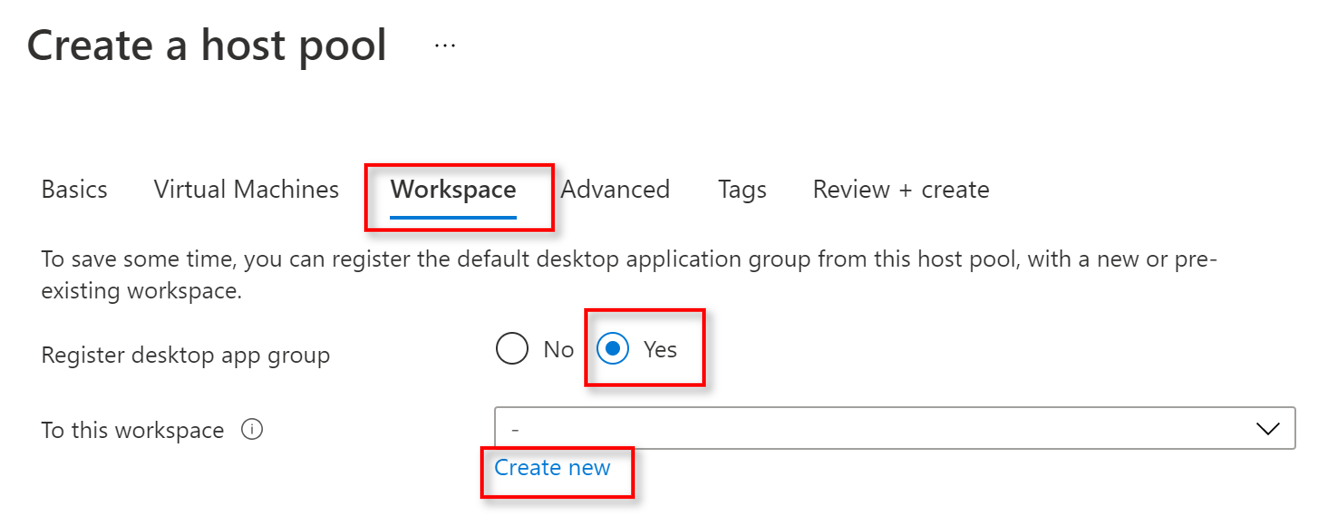 Create a host pool ...
Basics Virtual Machines Workspace Advanced Tags Review + create
To save some time, you can register the default desktop application group from this host pool, with a new or pre-
existing workspace.
Register desktop app group No Yes
To this workspace -
Create new